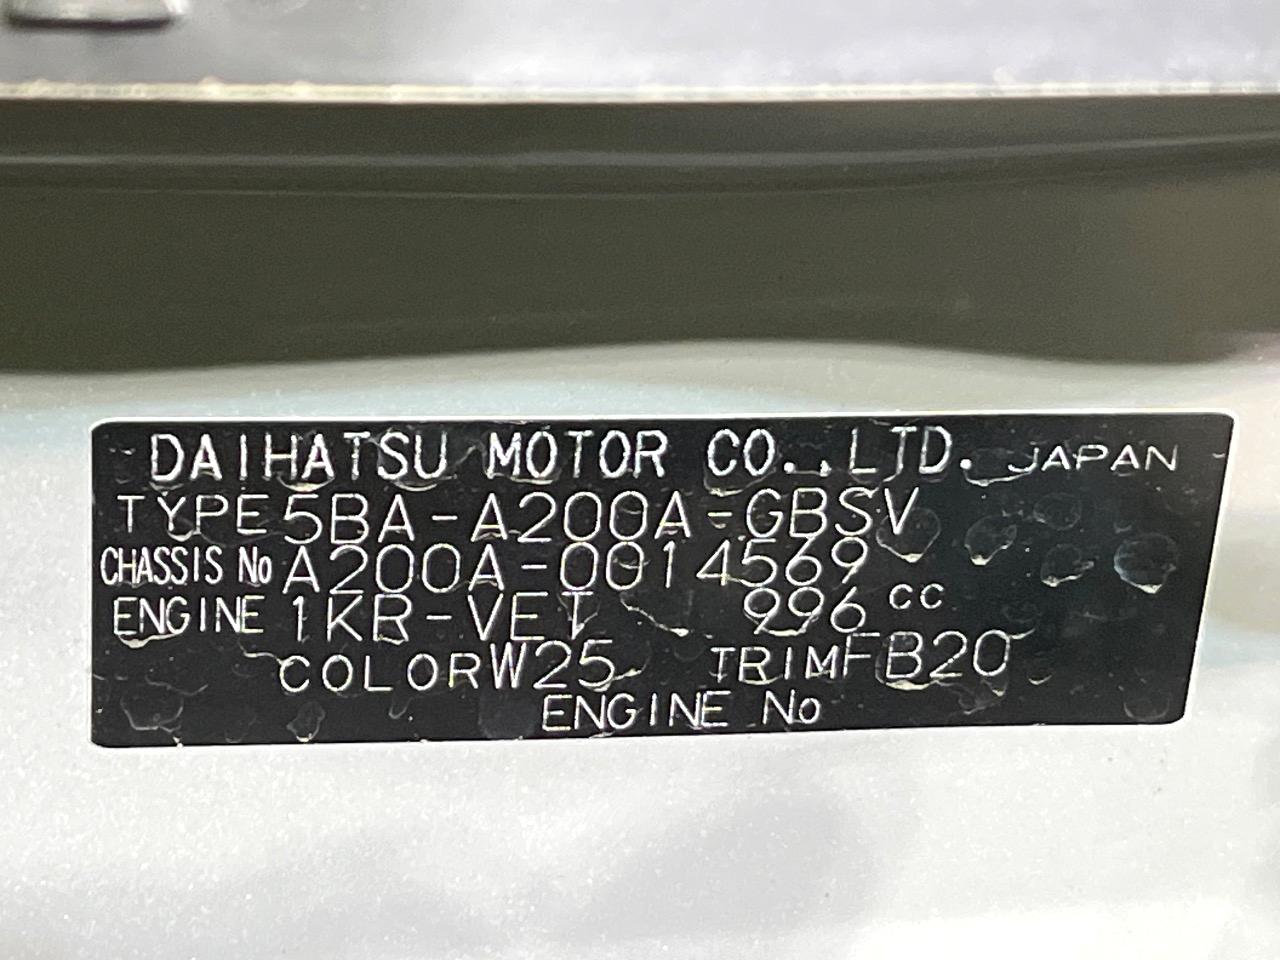 DAIHATSU MOTOR CO., LTD. JAPAN
TYPE 5BA-A200A-GBSV
CHASSIS No A200A-0014569
ENGINE 1KR-VET 996 cc
COLOR W25 TRIM FB20
ENGINE No